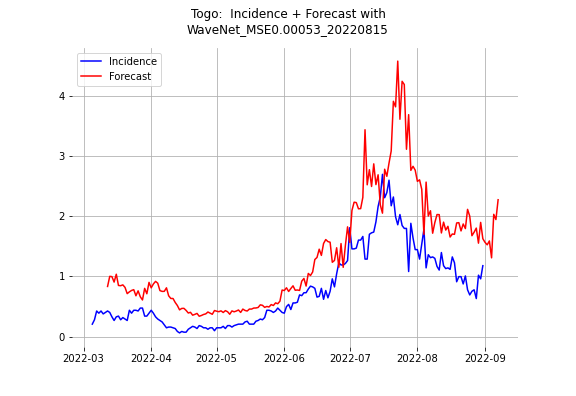 Togo:  Incidence + Forecast with
WaveNet_MSE0.00053_20220815
Incidence
Forecast
4
3
2
1
0
2022-03 2022-04 2022-05 2022-06 2022-07 2022-08 2022-09